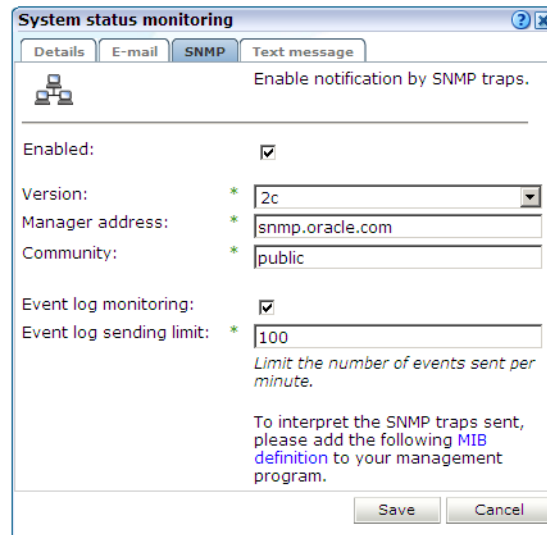 System status monitoring
Details E-mail SNMP Text message
Enable notification by SNMP traps.
Enabled:
Version: * 2c
Manager address: * snmp.oracle.com
Community: * public
Event log monitoring:
Event log sending limit: * 100
Limit the number of events sent per
minute.
To interpret the SNMP traps sent,
please add the following MIB
definition to your management
program.
Save Cancel